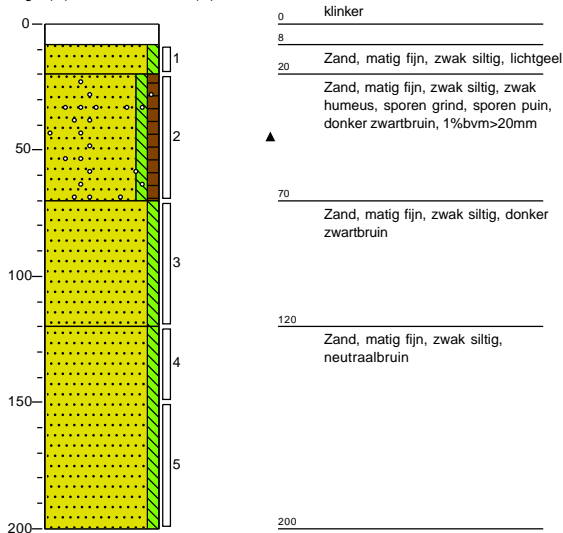 0
50
100
150
200
1
2
3
4
5
0
klinker
8
Zand, matig fijn, zwak siltig, lichtgeel
20
Zand, matig fijn, zwak siltig, zwak
humeus, sporen grind, sporen puin,
donker zwartbruin, 1%bvm>20mm
70
Zand, matig fijn, zwak siltig, donker
zwartbruin
120
Zand, matig fijn, zwak siltig,
neutraalbruin
200